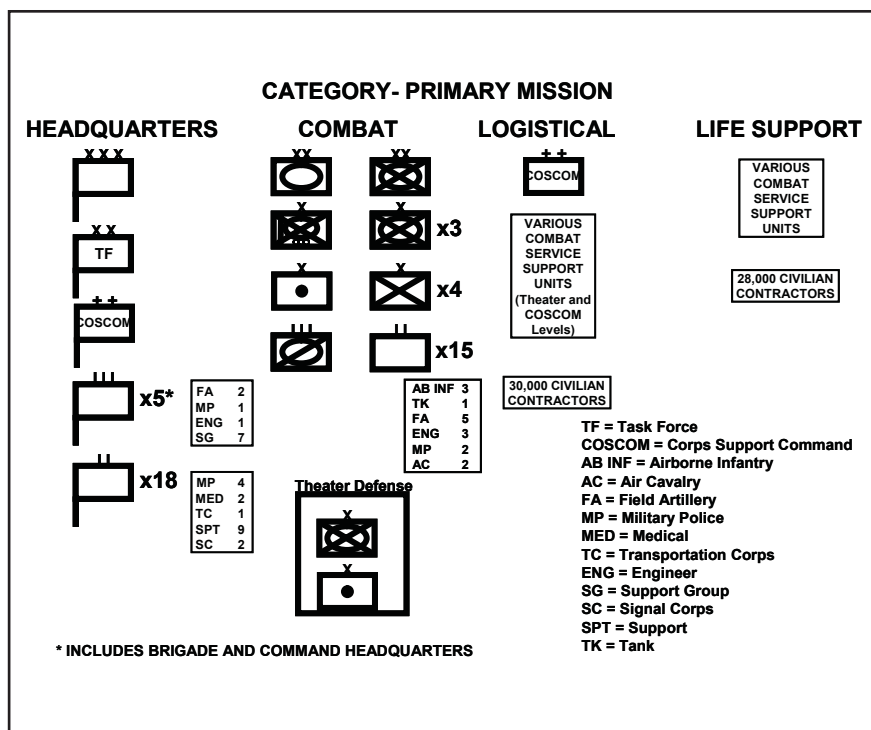 CATEGORY- PRIMARY MISSION
HEADQUARTERS
X X X
X X
TF
+ +
COSCOM
III
x5*
FA 2
MP 1
ENG 1
SG 7
II
x18
MP 4
MED 2
TC 1
SPT 9
SC 2
COMBAT
XX
XX
X
X
x3
X
X
x4
III
II
x15
AB INF 3
TK 1
FA 5
ENG 3
MP 2
AC 2
Theater Defense
X
X
LOGISTICAL
+ +
COSCOM
VARIOUS
COMBAT
SERVICE
SUPPORT
UNITS
(Theater and
COSCOM
Levels)
30,000 CIVILIAN
CONTRACTORS
LIFE SUPPORT
VARIOUS
COMBAT
SERVICE
SUPPORT
UNITS
28,000 CIVILIAN
CONTRACTORS
TF = Task Force
COSCOM = Corps Support Command
AB INF = Airborne Infantry
AC = Air Cavalry
FA = Field Artillery
MP = Military Police
MED = Medical
TC = Transportation Corps
ENG = Engineer
SG = Support Group
SC = Signal Corps
SPT = Support
TK = Tank
* INCLUDES BRIGADE AND COMMAND HEADQUARTERS